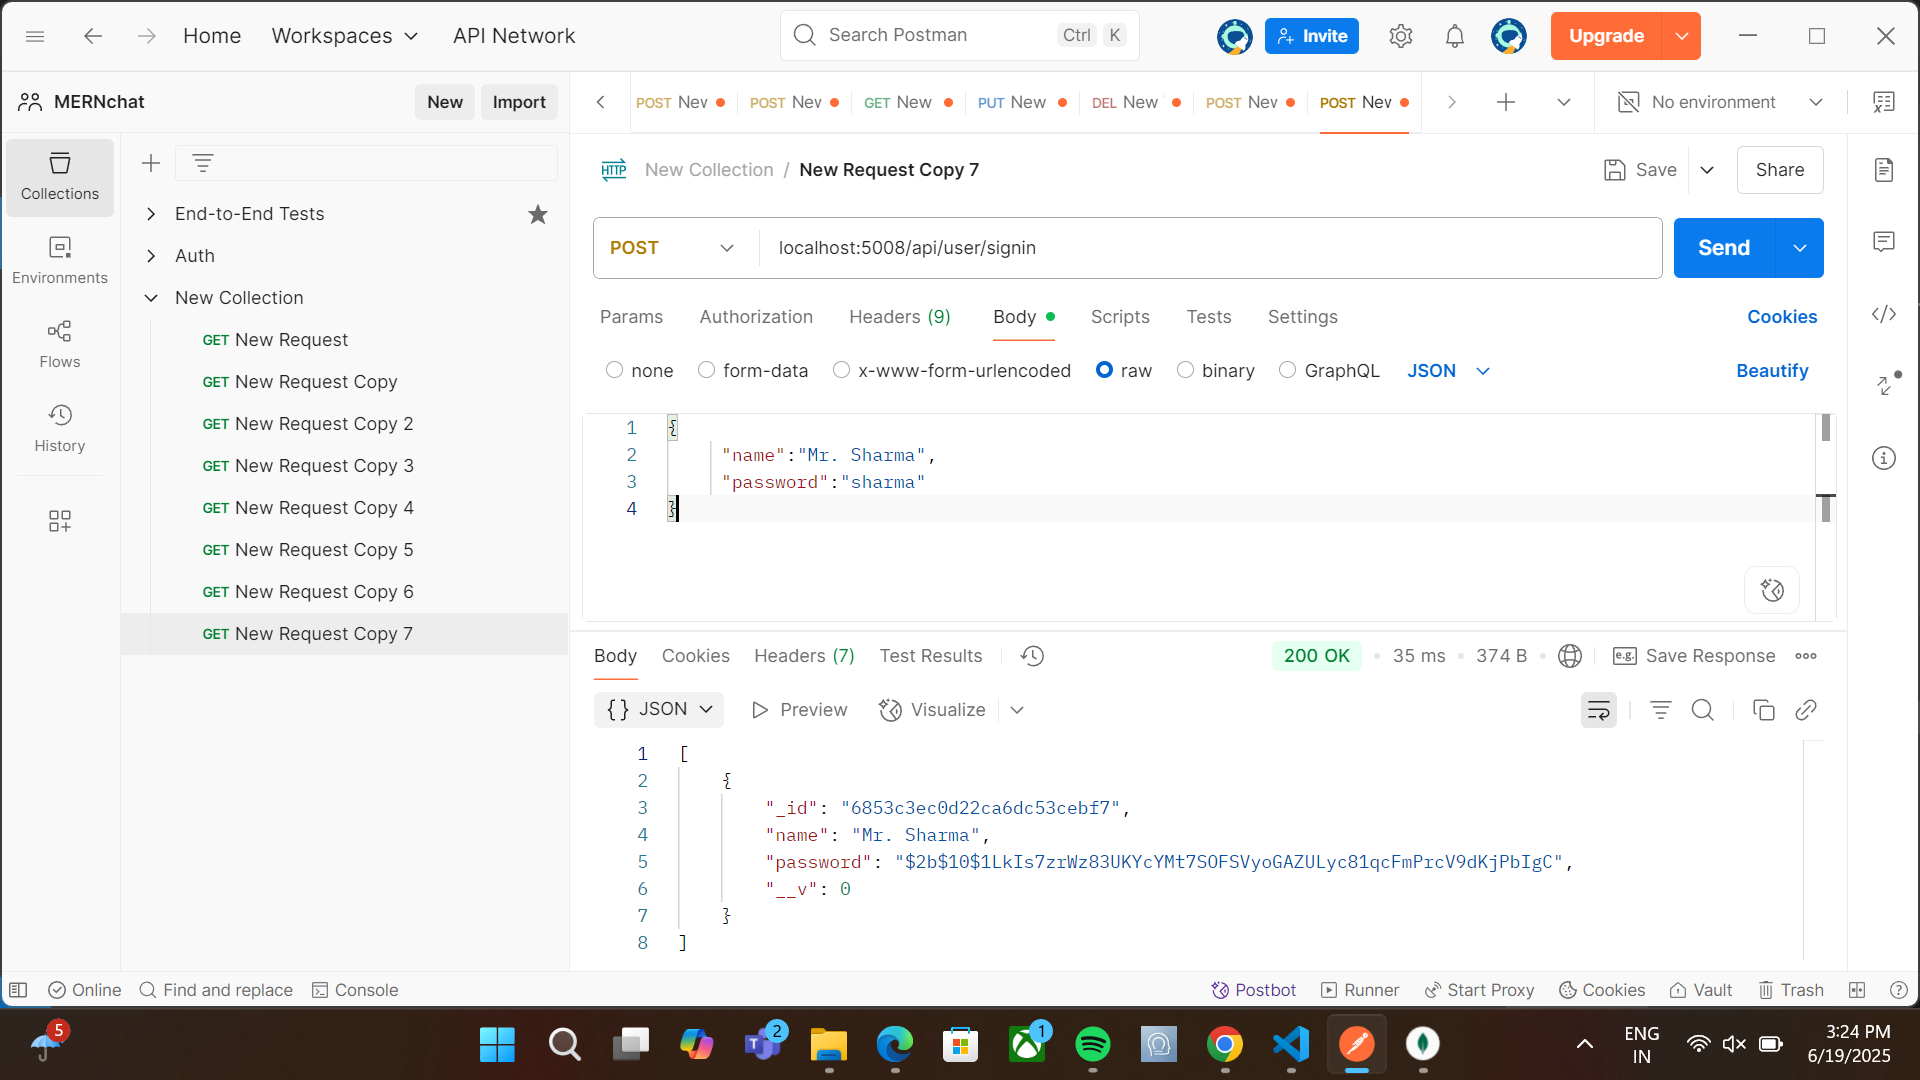 Home
Workspaces
API Network
Search Postman
Ctrl
K
Invite
Upgrade
MERNchat
New
Import
POST Nev
POST Nev
GET New
PUT New
DEL New
POST Nev
POST Nev
No environment
Collections
Environments
Flows
History
End-to-End Tests
Auth
New Collection
GET New Request
GET New Request Copy
GET New Request Copy 2
GET New Request Copy 3
GET New Request Copy 4
GET New Request Copy 5
GET New Request Copy 6
GET New Request Copy 7
HTTP New Collection / New Request Copy 7
Save
Share
POST
localhost:5008/api/user/signin
Send
Params
Authorization
Headers (9)
Body
Scripts
Tests
Settings
Cookies
none
form-data
x-www-form-urlencoded
raw
binary
GraphQL
JSON
Beautify
1 {
2 "name":"Mr. Sharma",
3 "password":"sharma"
4 }
Body
Cookies
Headers (7)
Test Results
200 OK
35 ms
374 B
e.g.
Save Response
{} JSON
Preview
Visualize
1 [
2 {
3 "_id": "6853c3ec0d22ca6dc53cebf7",
4 "name": "Mr. Sharma",
5 "password": "$2b$10$1LkIs7zrWz83UKYcYMt7SOFSVyoGAZULyc81qcFmPrcV9dKjPbIgC",
6 "__v": 0
7 }
8 ]
Online
Find and replace
Console
Postbot
Runner
Start Proxy
Cookies
Vault
Trash
5
2
1
ENG
IN
3:24 PM
6/19/2025